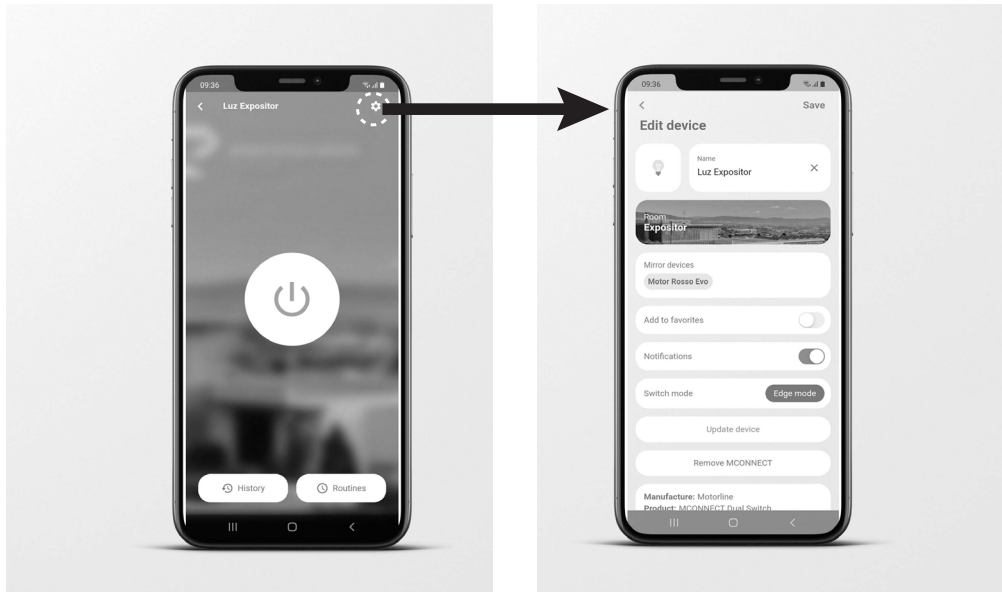 09:36
Luz Expositor
History
Routines
09:36
Save
Edit device
Name
Luz Expositor
Room
Expositor
Mirror devices
Motor Rosso Evo
Add to favorites
Notifications
Switch mode
Edge mode
Update device
Remove MCONNECT
Manufacture: Motorline
Product: MCONNECT Dual Switch